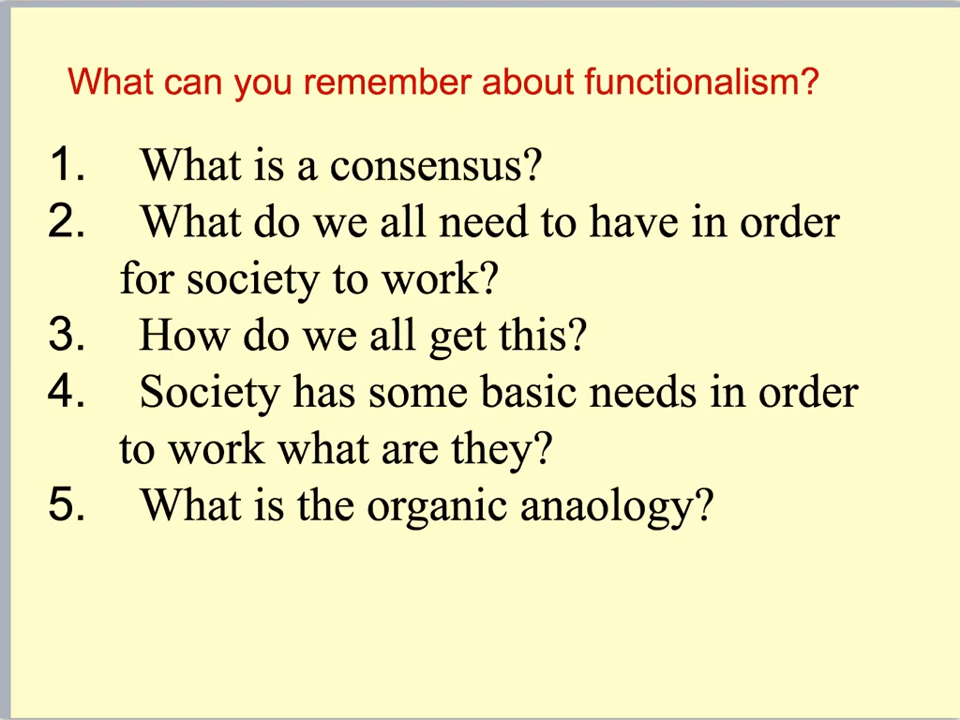 What can you remember about functionalism?
1. What is a consensus?
2. What do we all need to have in order
for society to work?
3. How do we all get this?
4. Society has some basic needs in order
to work what are they?
5. What is the organic anaology?